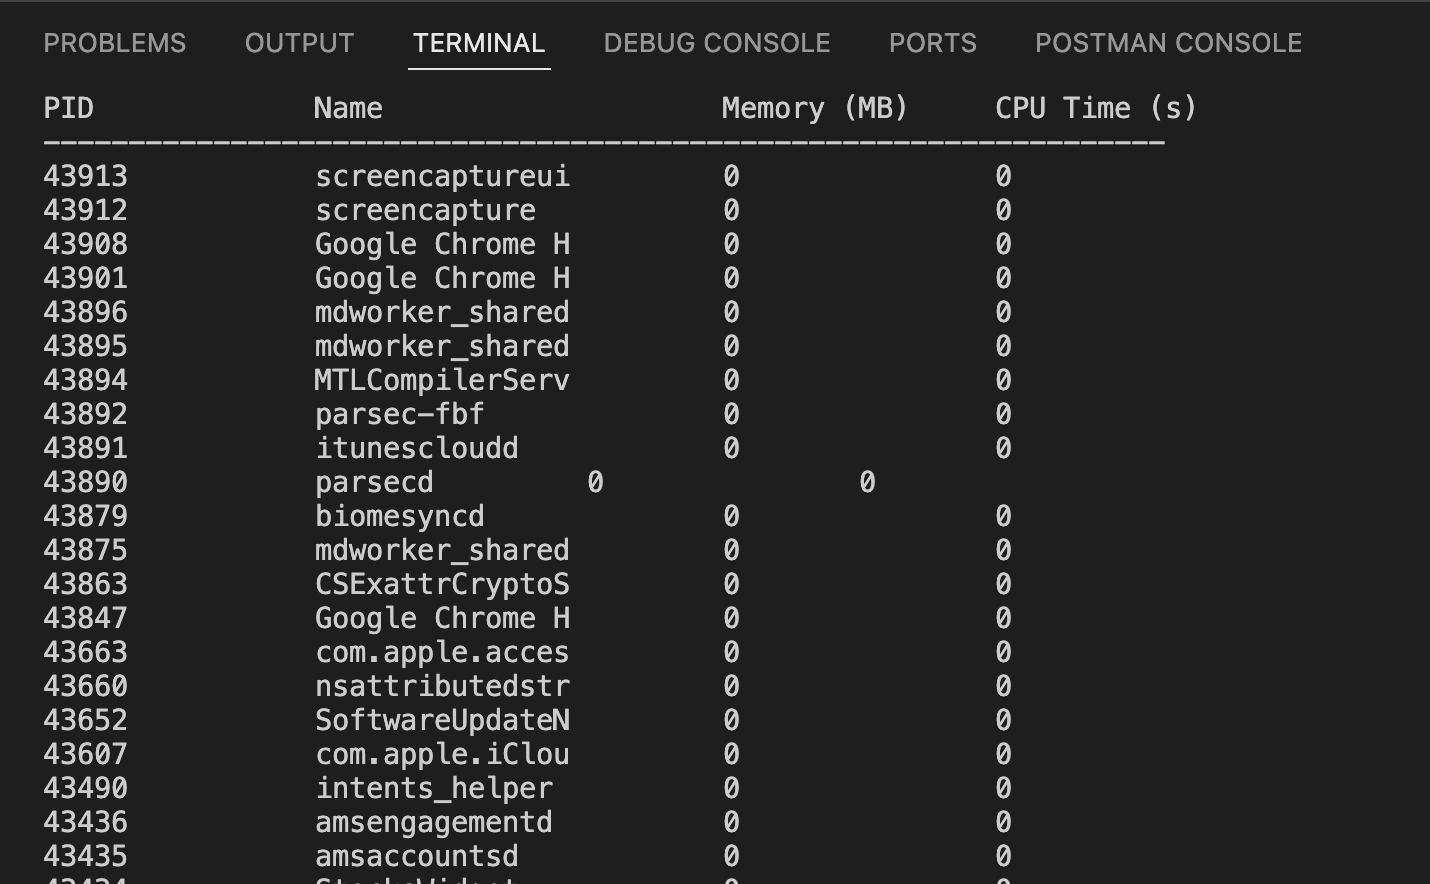 PROBLEMS OUTPUT TERMINAL DEBUG CONSOLE PORTS POSTMAN CONSOLE
PID Name Memory (MB) CPU Time (s)
------------------------------------------------------------------
43913 screencaptureui 0 0
43912 screencapture 0 0
43908 Google Chrome H 0 0
43901 Google Chrome H 0 0
43896 mdworker_shared 0 0
43895 mdworker_shared 0 0
43894 MTLCompilerServ 0 0
43892 parsec-fbf 0 0
43891 itunescloudd 0 0
43890 parsecd 0 0
43879 biomesyncd 0 0
43875 mdworker_shared 0 0
43863 CSExattrCryptoS 0 0
43847 Google Chrome H 0 0
43663 com.apple.acces 0 0
43660 nsattributedstr 0 0
43652 SoftwareUpdateN 0 0
43607 com.apple.iClou 0 0
43490 intents_helper 0 0
43436 amsengagementd 0 0
43435 amsaccountsd 0 0